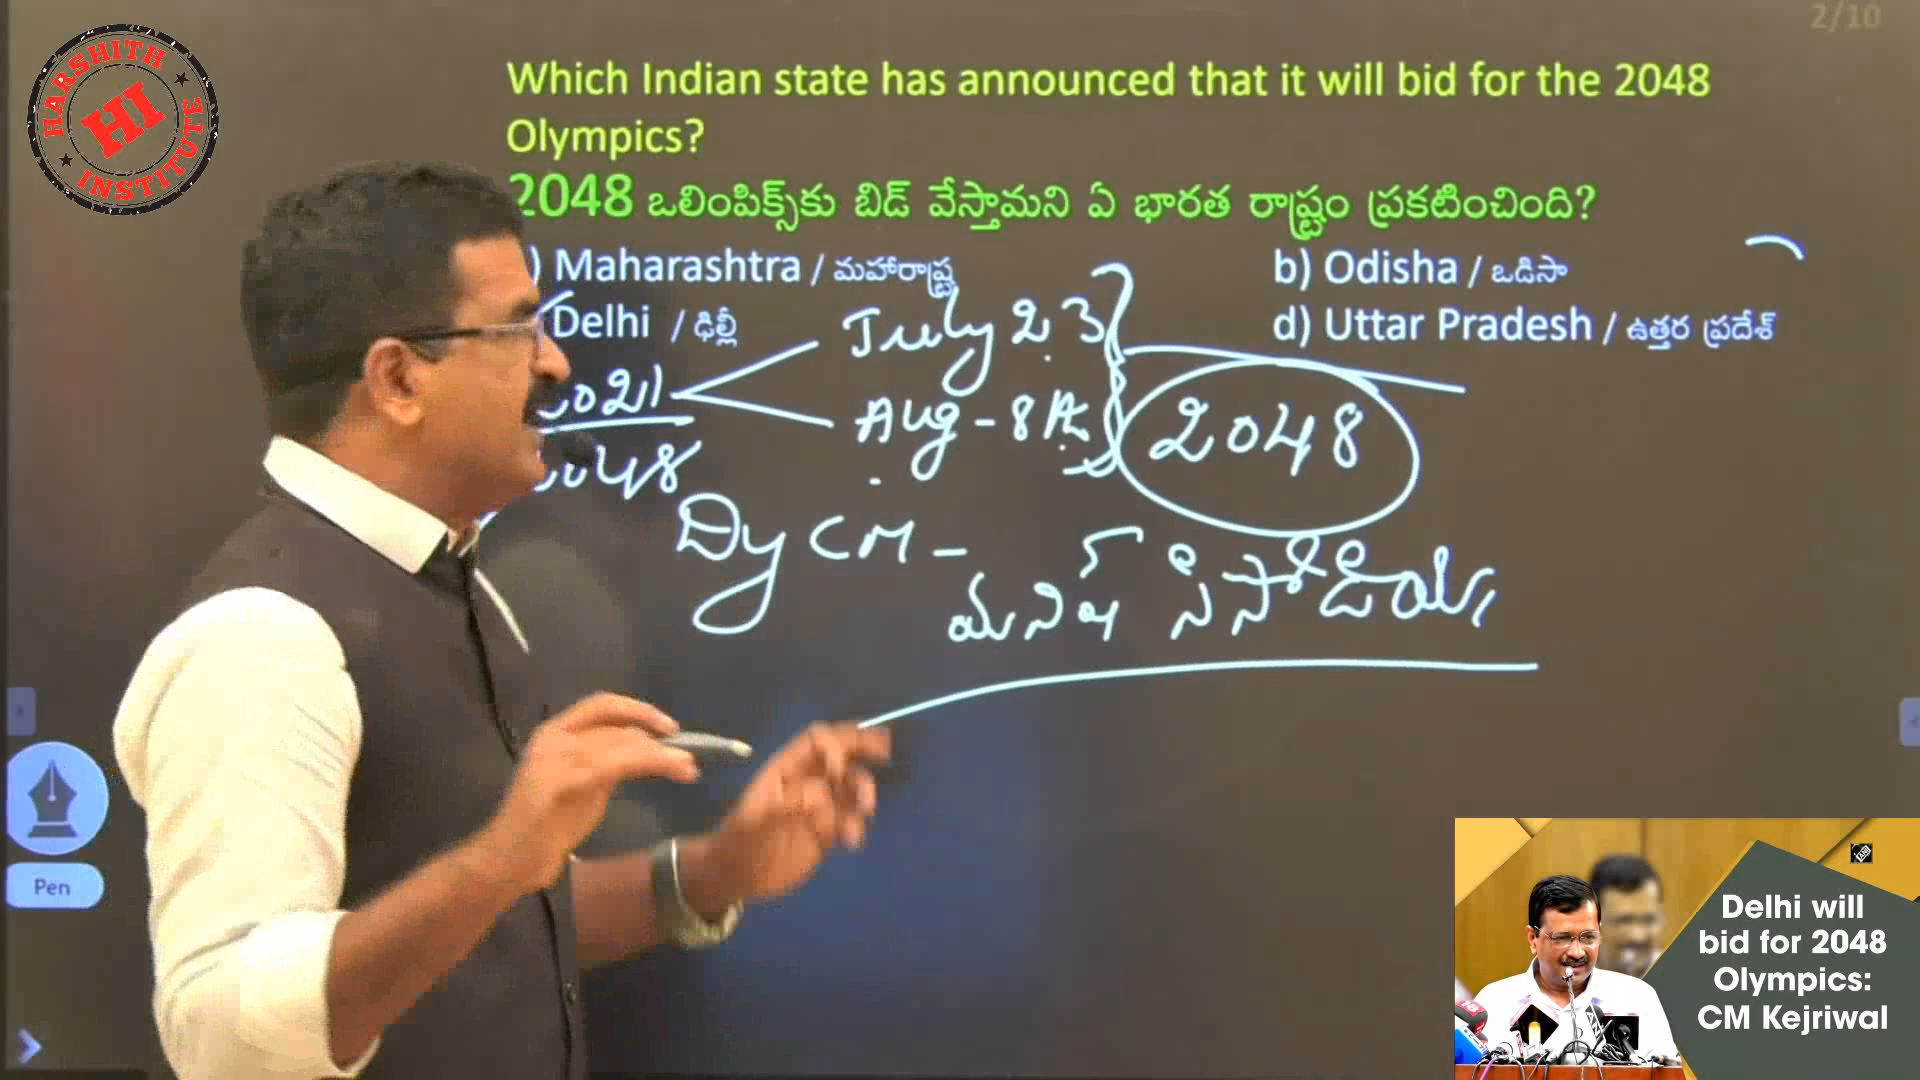 2/10
HARSHITH
HI
INSTITUTE
Which Indian state has announced that it will bid for the 2048
Olympics?
2048 ఒలింపిక్స్‌కు బిడ్ వేస్తామని ఏ భారత రాష్ట్రం ప్రకటించింది?
) Maharashtra / మహారాష్ట్ర
b) Odisha / ఒడిసా
Delhi / ఢిల్లీ
d) Uttar Pradesh / ఉత్తర ప్రదేశ్
July 23
2021
Aug - 8
2048
2048
Dy CM -
మనిష్ సిసోడియా
Pen
Delhi will
bid for 2048
Olympics:
CM Kejriwal